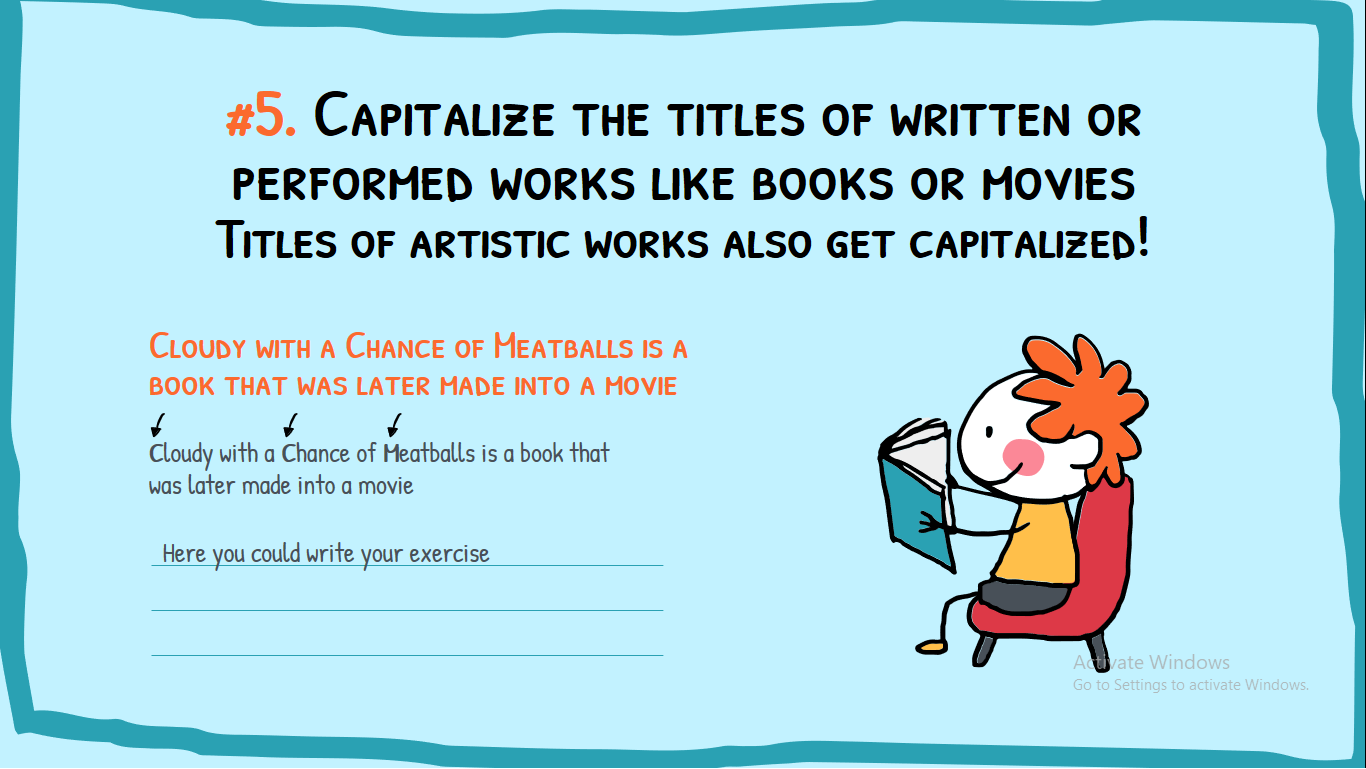 #5. Capitalize the titles of written or
performed works like books or movies
Titles of artistic works also get capitalized!
Cloudy with a Chance of Meatballs is a
book that was later made into a movie
Cloudy with a Chance of Meatballs is a book that
was later made into a movie
Here you could write your exercise
Activate Windows
Go to Settings to activate Windows.